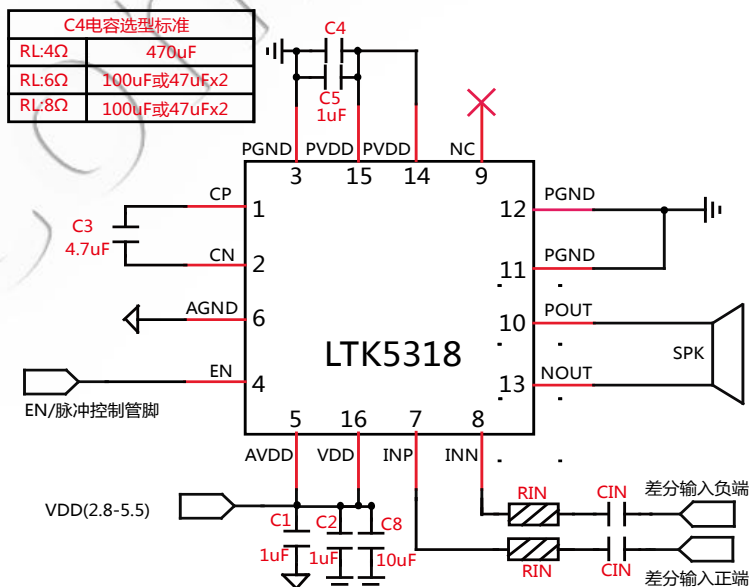 C4电容选型标准
RL:4Ω 470uF
RL:6Ω 100uF或47uFx2
RL:8Ω 100uF或47uFx2
C4
C5
1uF
PGND PVDD PVDD NC
3 15 14 9
CP
1
C3
4.7uF
CN
2
AGND
6
EN
4
EN/脉冲控制管脚
LTK5318
PGND
12
PGND
11
POUT
10
NOUT
13
SPK
5 16 7 8
AVDD VDD INP INN
VDD(2.8-5.5)
C1
1uF
C2
1uF
C8
10uF
RIN CIN 差分输入负端
RIN CIN 差分输入正端